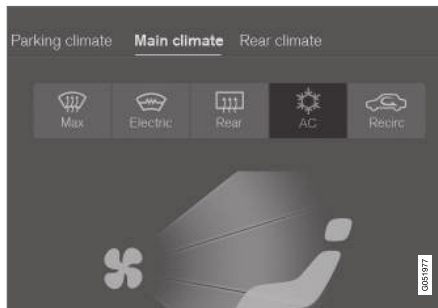 Parking climate Main climate Rear climate
Max Electric Rear AC Recirc
G051977